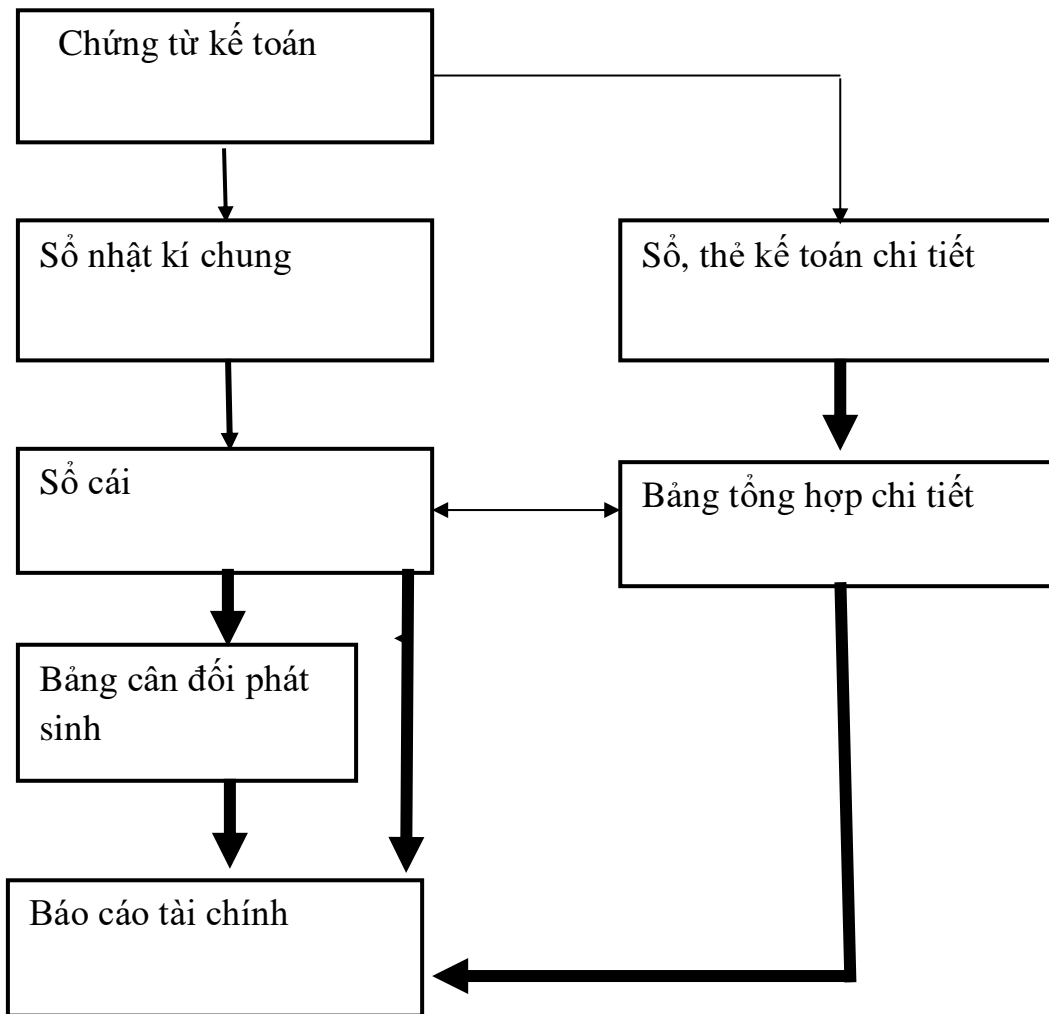 Chứng từ kế toán
Sổ nhật kí chung
Sổ, thẻ kế toán chi tiết
Sổ cái
Bảng tổng hợp chi tiết
Bảng cân đối phát
sinh
Báo cáo tài chính